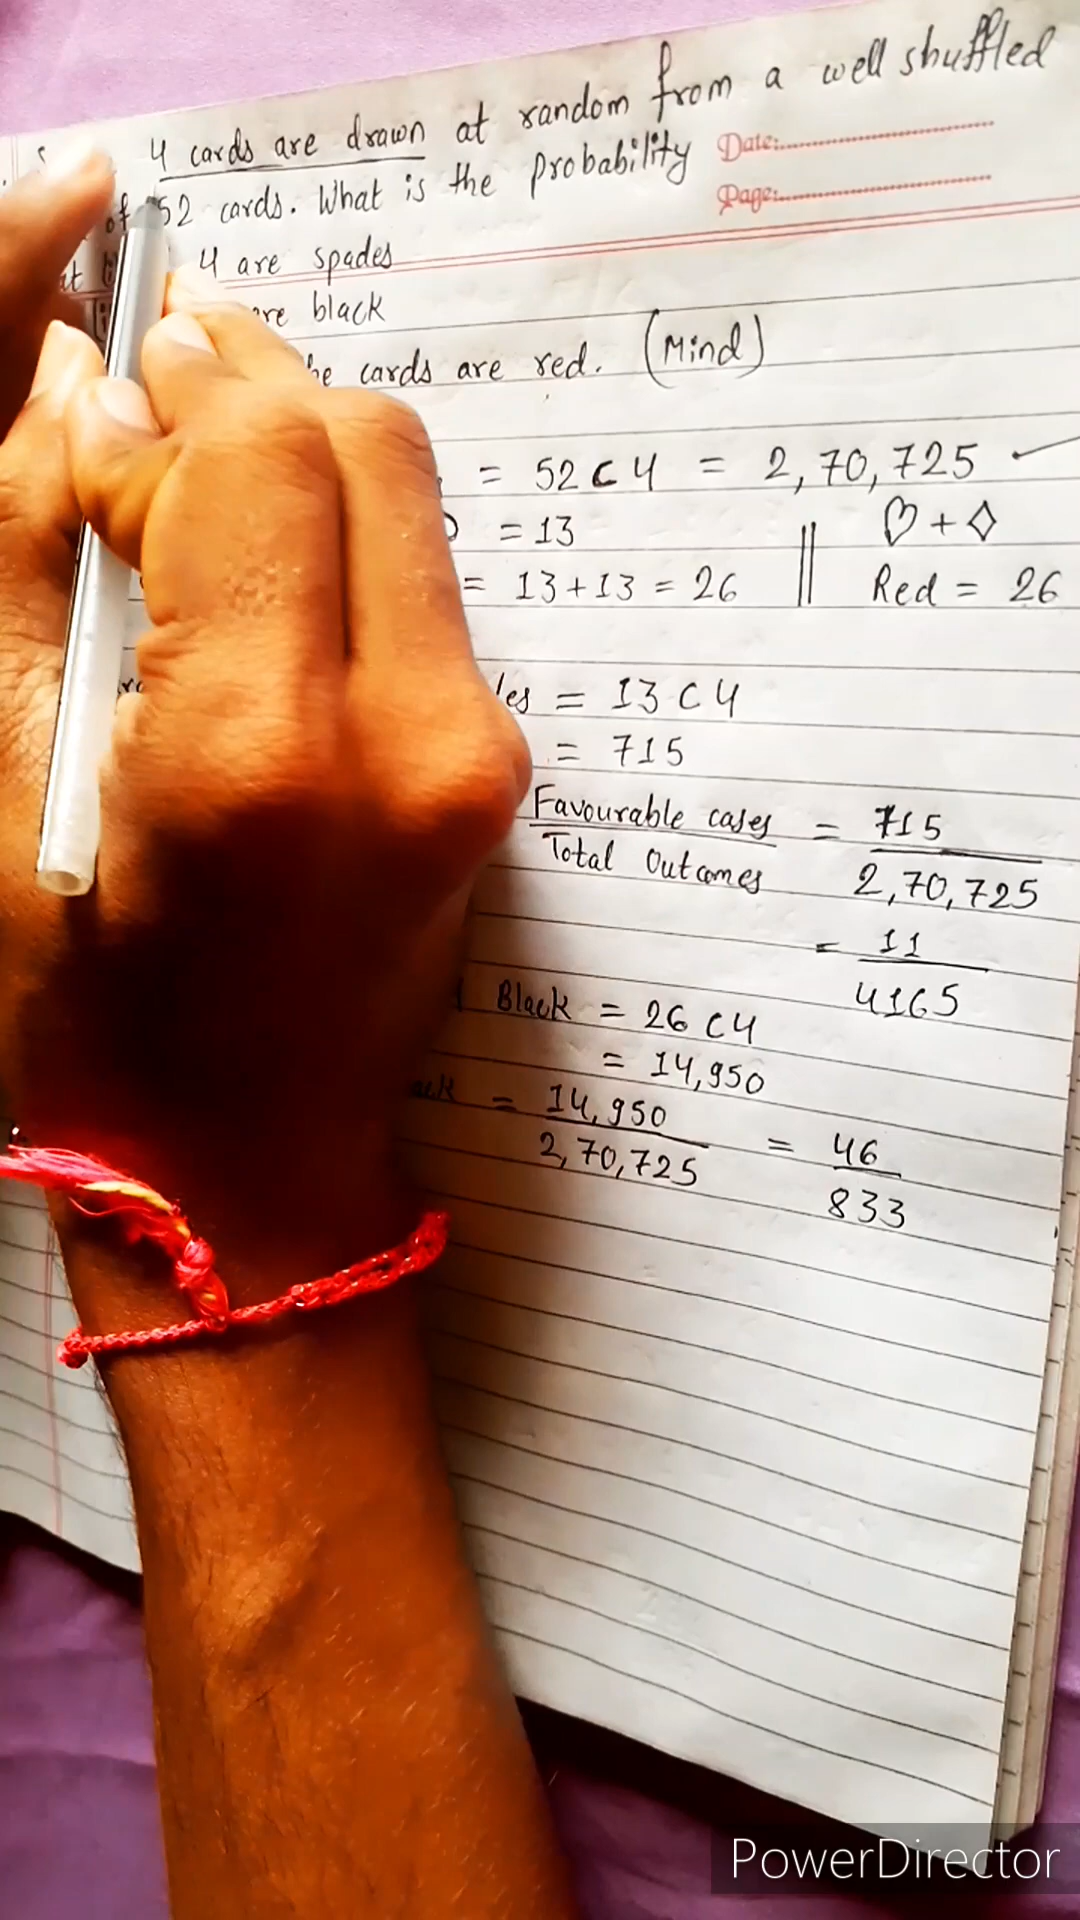 4 cards are drawn at random from a well shuffled
of 52 cards. What is the probability
Date:
Page:
4 are spades
are black
cards are red. (Mind)
= 52C4 = 2,70,725
= 13
♡ + ♢
= 13+13 = 26
Red = 26
= 13C4
= 715
Favourable cases = 715
Total Outcomes 2,70,725
= 11
4165
Black = 26C4
= 14,950
= 14,950 = 46
2,70,725 833
PowerDirector